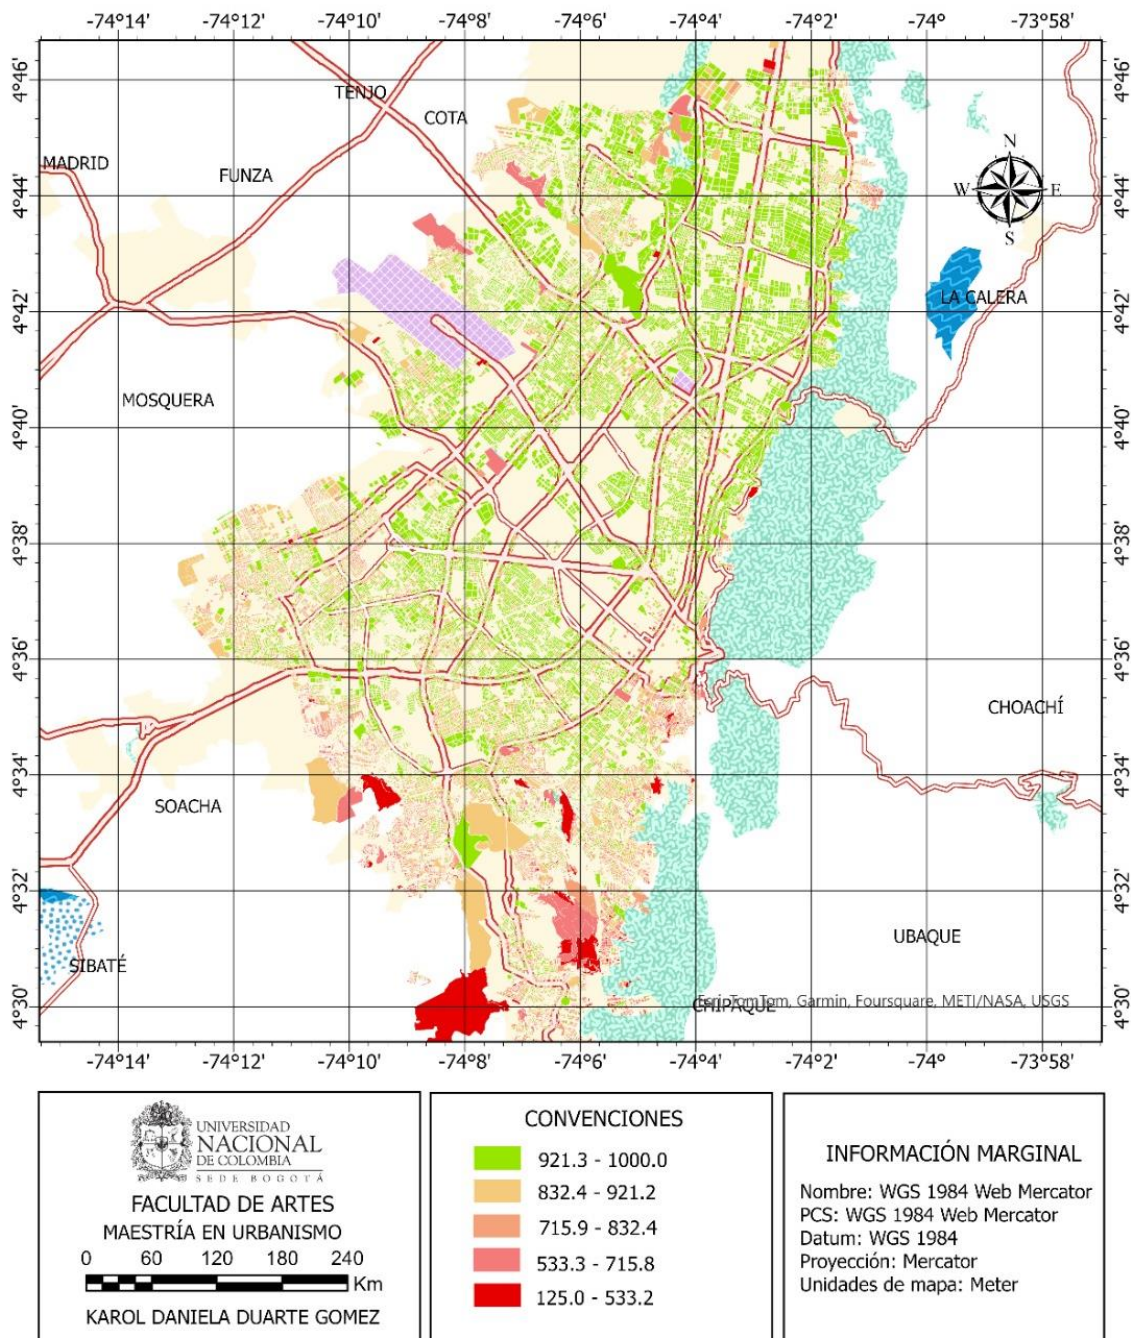 -74°14' -74°12' -74°10' -74°8' -74°6' -74°4' -74°2' -74° -73°58'
4°46' 4°46'
TENJO
COTA
N
MADRID
FUNZA
4°44' 4°44'
W E
S
LA CALERA
4°42' 4°42'
MOSQUERA
4°40' 4°40'
4°38' 4°38'
4°36' 4°36'
CHOACHÍ
4°34' 4°34'
SOACHA
4°32' 4°32'
UBAQUE
SIBATÉ
CHIPAQUE
Esri, TomTom, Garmin, Foursquare, METI/NASA, USGS
4°30' 4°30'
-74°14' -74°12' -74°10' -74°8' -74°6' -74°4' -74°2' -74° -73°58'
UNIVERSIDAD
NACIONAL
DE COLOMBIA
SEDE BOGOTÁ
FACULTAD DE ARTES
MAESTRÍA EN URBANISMO
0 60 120 180 240
Km
KAROL DANIELA DUARTE GOMEZ
CONVENCIONES
921.3 - 1000.0
832.4 - 921.2
715.9 - 832.4
533.3 - 715.8
125.0 - 533.2
INFORMACIÓN MARGINAL
Nombre: WGS 1984 Web Mercator
PCS: WGS 1984 Web Mercator
Datum: WGS 1984
Proyección: Mercator
Unidades de mapa: Meter